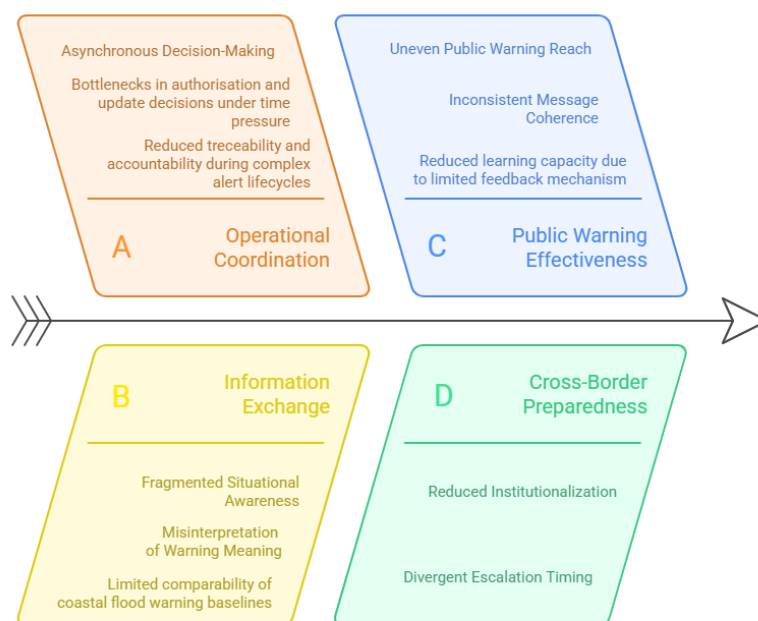 Asynchronous Decision-Making
Bottlenecks in authorisation and
update decisions under time
pressure
Reduced treceability and
accountability during complex
alert lifecycles
A
Operational
Coordination
Uneven Public Warning Reach
Inconsistent Message
Coherence
Reduced learning capacity due
to limited feedback mechanism
C
Public Warning
Effectiveness
B
Information
Exchange
Fragmented Situational
Awareness
Misinterpretation
of Warning Meaning
Limited comparability of
coastal flood warning baselines
D
Cross-Border
Preparedness
Reduced Institutionalization
Divergent Escalation Timing